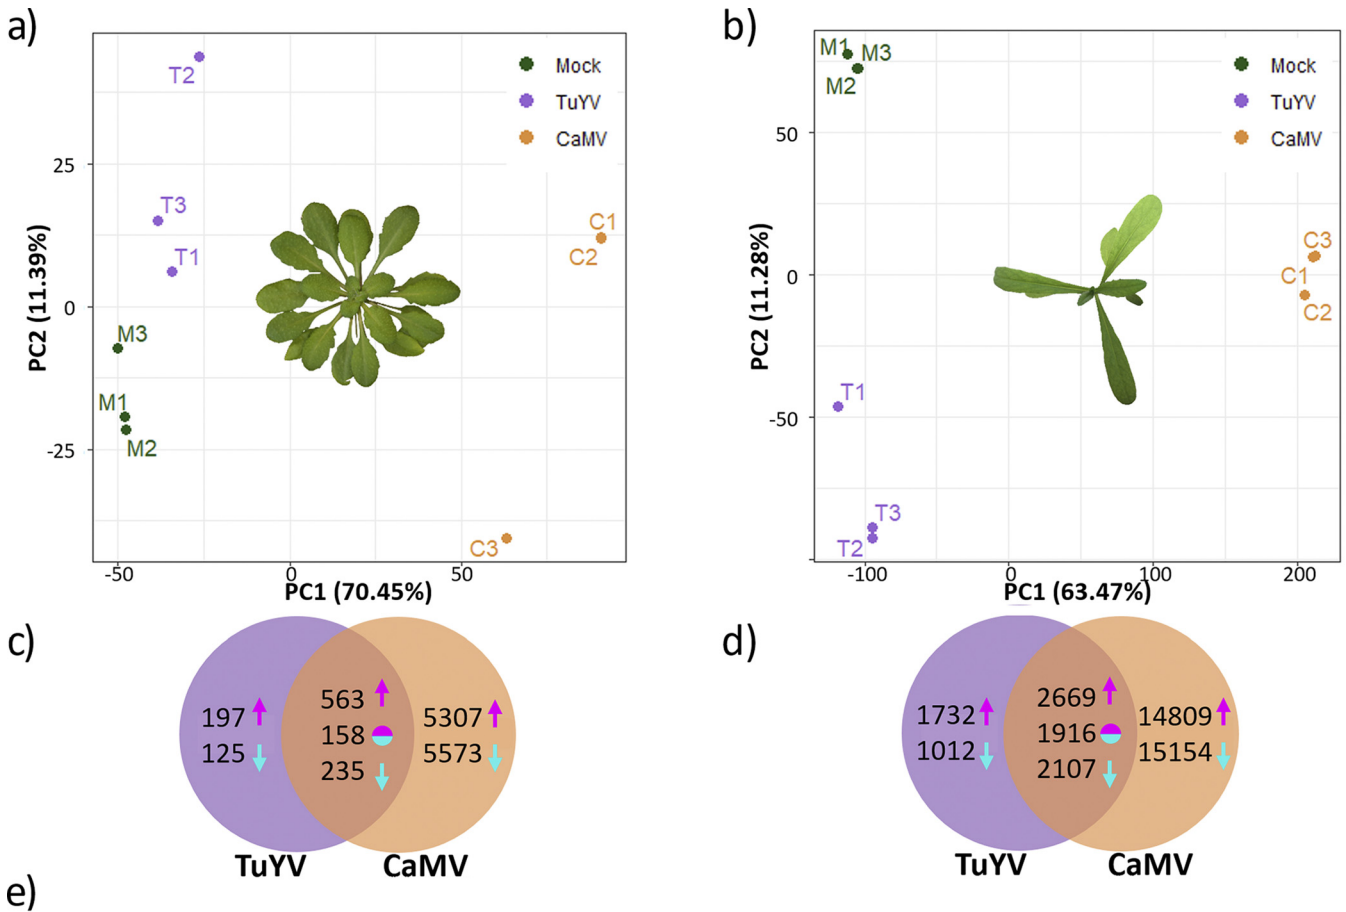 a)
T2
Mock
TuYV
CaMV
25
T3
T1
C1
C2
0
M3
M1
M2
-25
C3
-50
0
50
PC1 (70.45%)
PC2 (11.39%)
b)
M1
M3
M2
Mock
TuYV
CaMV
50
C3
C1
C2
0
T1
-50
T3
T2
-100
0
100
200
PC1 (63.47%)
PC2 (11.28%)
c)
197
125
563
158
235
5307
5573
TuYV
CaMV
d)
1732
1012
2669
1916
2107
14809
15154
TuYV
CaMV
e)